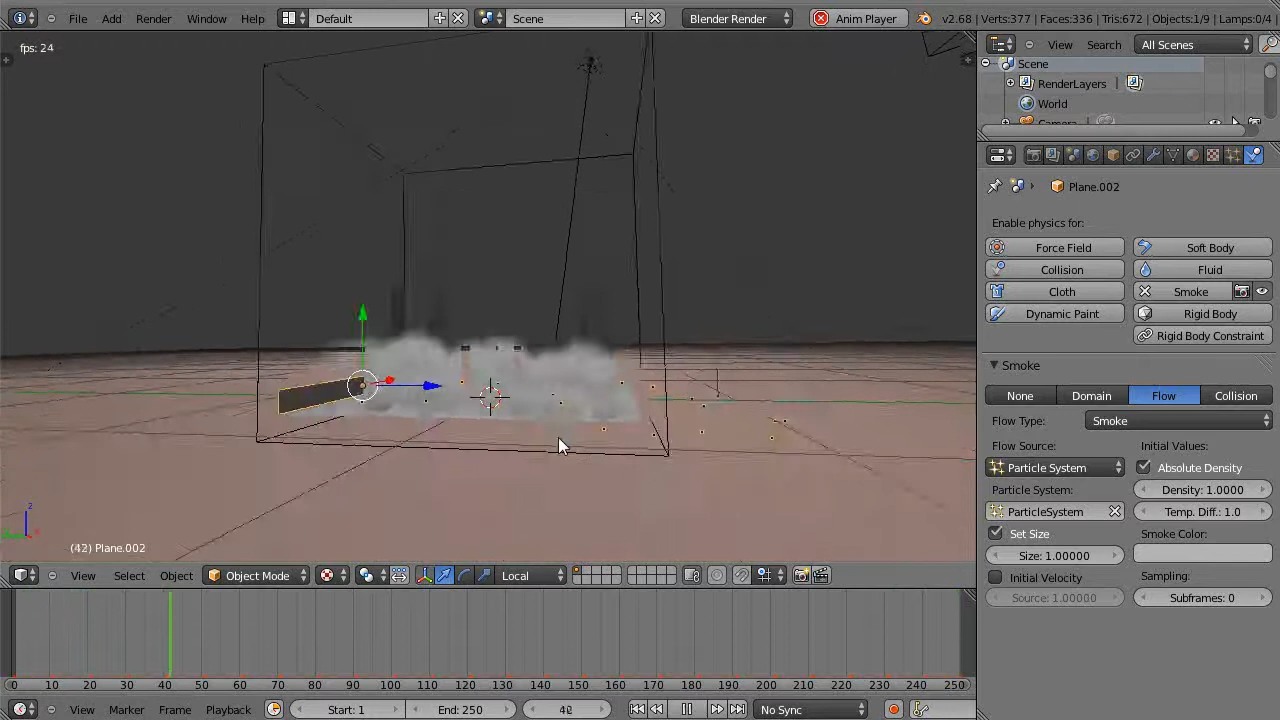 File Add Render Window Help Default Scene Blender Render Anim Player v2.68 | Verts:377 | Faces:336 | Tris:672 | Objects:1/9 | Lamps:0/4
fps: 24
View Search All Scenes
Scene
RenderLayers
World
Plane.002
Enable physics for:
Force Field Soft Body
Collision Fluid
Cloth Smoke
Dynamic Paint Rigid Body
Rigid Body Constraint
Smoke
None Domain Flow Collision
Flow Type: Smoke
Flow Source: Initial Values:
Particle System Absolute Density
Particle System: Density: 1.0000
ParticleSystem Temp. Diff.: 1.0
Set Size Smoke Color:
Size: 1.00000
Initial Velocity Sampling:
Source: 1.00000 Subframes: 0
2
(42) Plane.002
View Select Object Object Mode Local
0 10 20 30 40 50 60 70 80 90 100 110 120 130 140 150 160 170 180 190 200 210 220 230 240 250
View Marker Frame Playback Start: 1 End: 250 42 No Sync